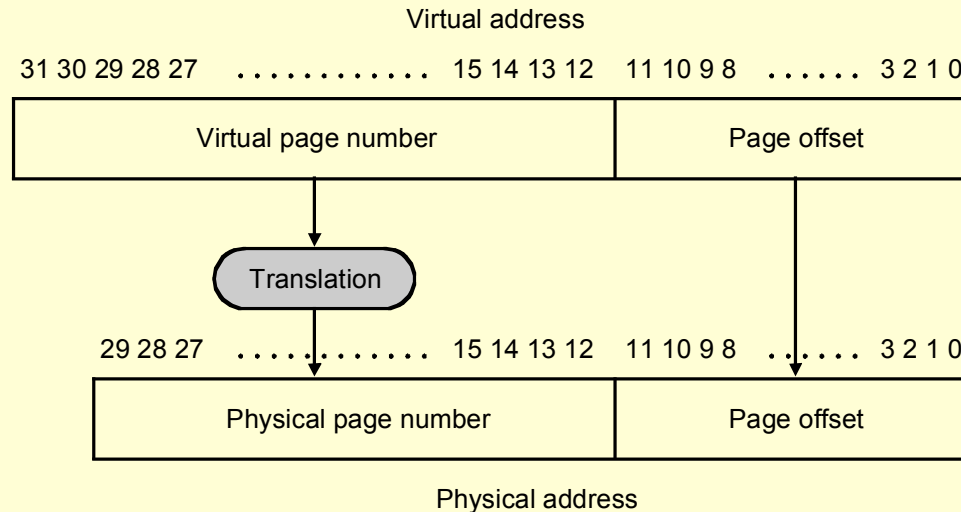 Virtual address
31 30 29 28 27 . . . . . . . . . . . . 15 14 13 12 11 10 9 8 . . . . . . 3 2 1 0
Virtual page number Page offset
Translation
29 28 27 . . . . . . . . . . . . 15 14 13 12 11 10 9 8 . . . . . . 3 2 1 0
Physical page number Page offset
Physical address